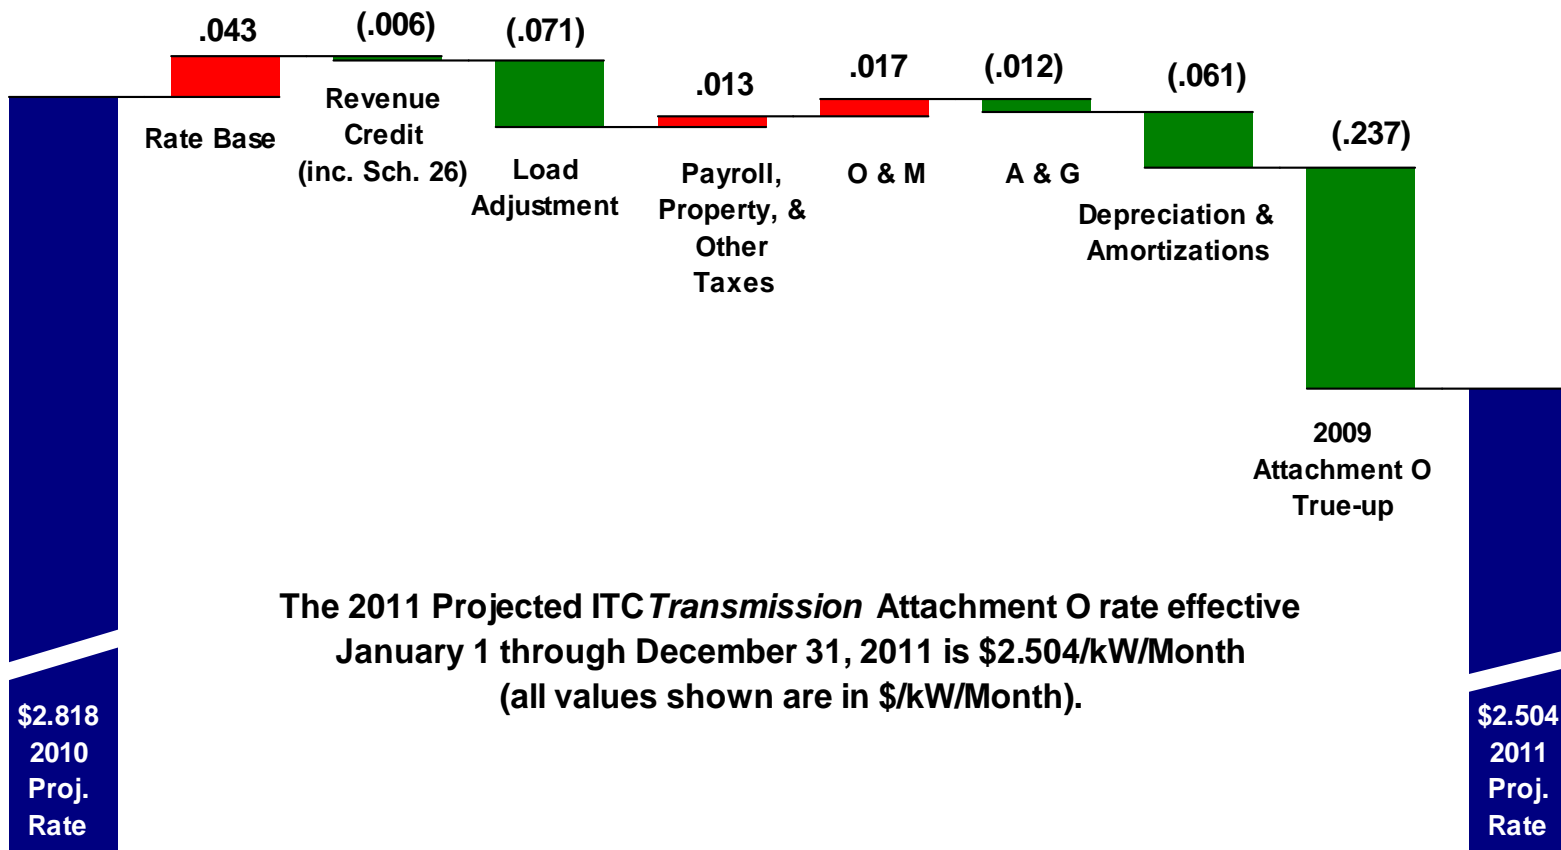 .043
(.006)
(.071)
.013
.017
(.012)
(.061)
(.237)
Rate Base
Revenue
Credit
(inc. Sch. 26)
Load
Adjustment
Payroll,
Property, &
Other
Taxes
O & M
A & G
Depreciation &
Amortizations
2009
Attachment O
True-up
The 2011 Projected ITCTransmission Attachment O rate effective
January 1 through December 31, 2011 is $2.504/kW/Month
(all values shown are in $/kW/Month).
$2.818
2010
Proj.
Rate
$2.504
2011
Proj.
Rate